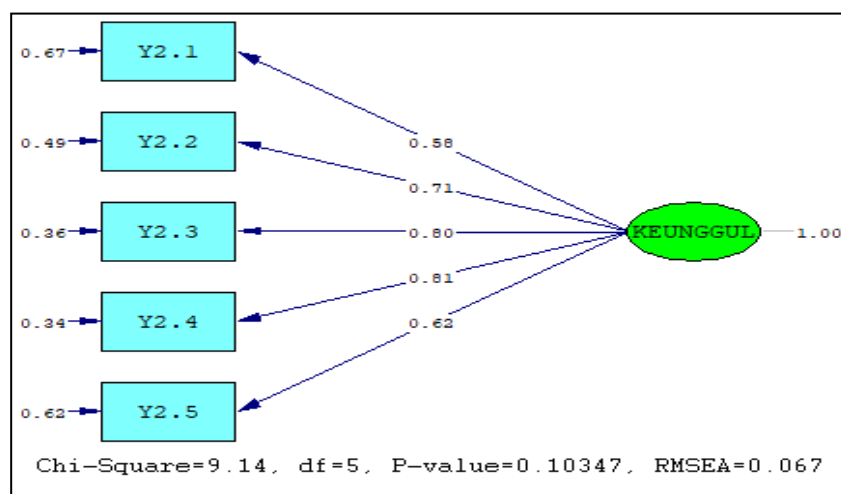 0.67 Y2.1
0.58
0.49 Y2.2
0.71
0.36 Y2.3 0.80 KEUNGGUL 1.00
0.81
0.34 Y2.4
0.62
0.62 Y2.5
Chi-Square=9.14, df=5, P-value=0.10347, RMSEA=0.067